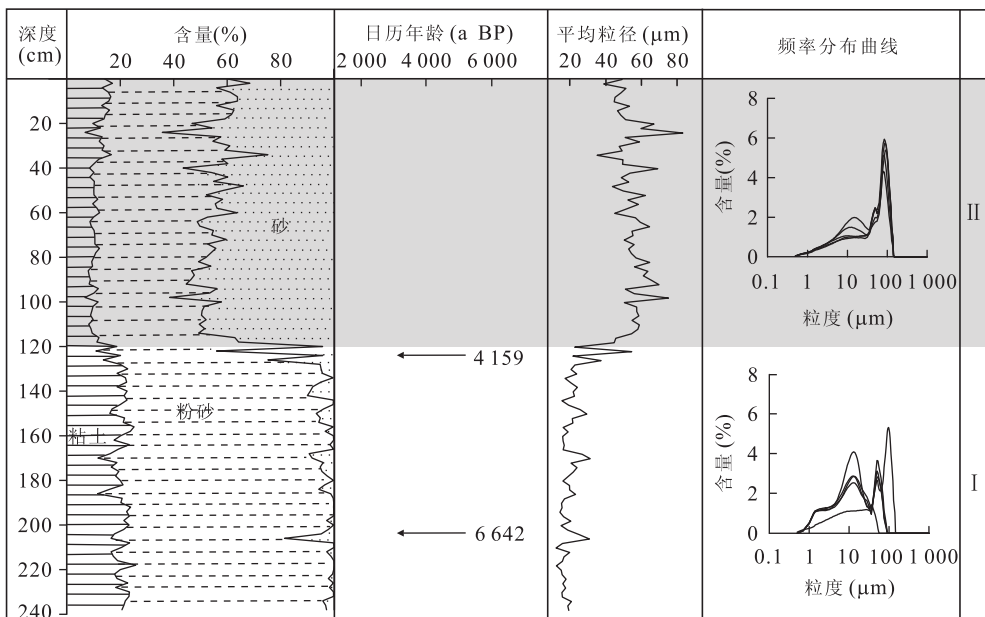 深度
(cm)
含量(%)
20 40 60 80
日历年龄 (a BP)
2 000 4 000 6 000
平均粒径 (μm)
20 40 60 80
频率分布曲线
20
40
60
80
100
120
140
160
180
200
220
240
砂
粉砂
粘土
4 159
6 642
含量(%)
8
6
4
2
0
0.1 1 10 100 1 000
粒度 (μm)
II
含量(%)
8
6
4
2
0
0.1 1 10 100 1 000
粒度 (μm)
I